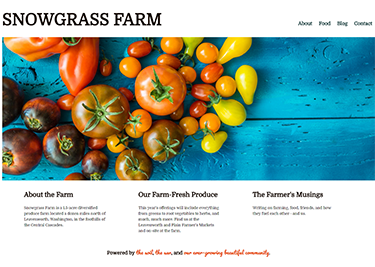 SNOWGRASS FARM
About Food Blog Contact
About the Farm
Snowgrass Farm is a 1.5 acre diversified
produce farm located a dozen miles north of
Leavenworth, Washington, in the foothills of
the Central Cascades.
Our Farm-Fresh Produce
This year's offerings will include everything
from greens to root vegetables to herbs, and
much, much more. Find us at the
Leavenworth and Plain Farmer's Markets
and on-site at the farm.
The Farmer's Musings
Writing on farming, food, friends, and how
they feed each other - and us.
Powered by the soil, the sun, and our ever-growing beautiful community.